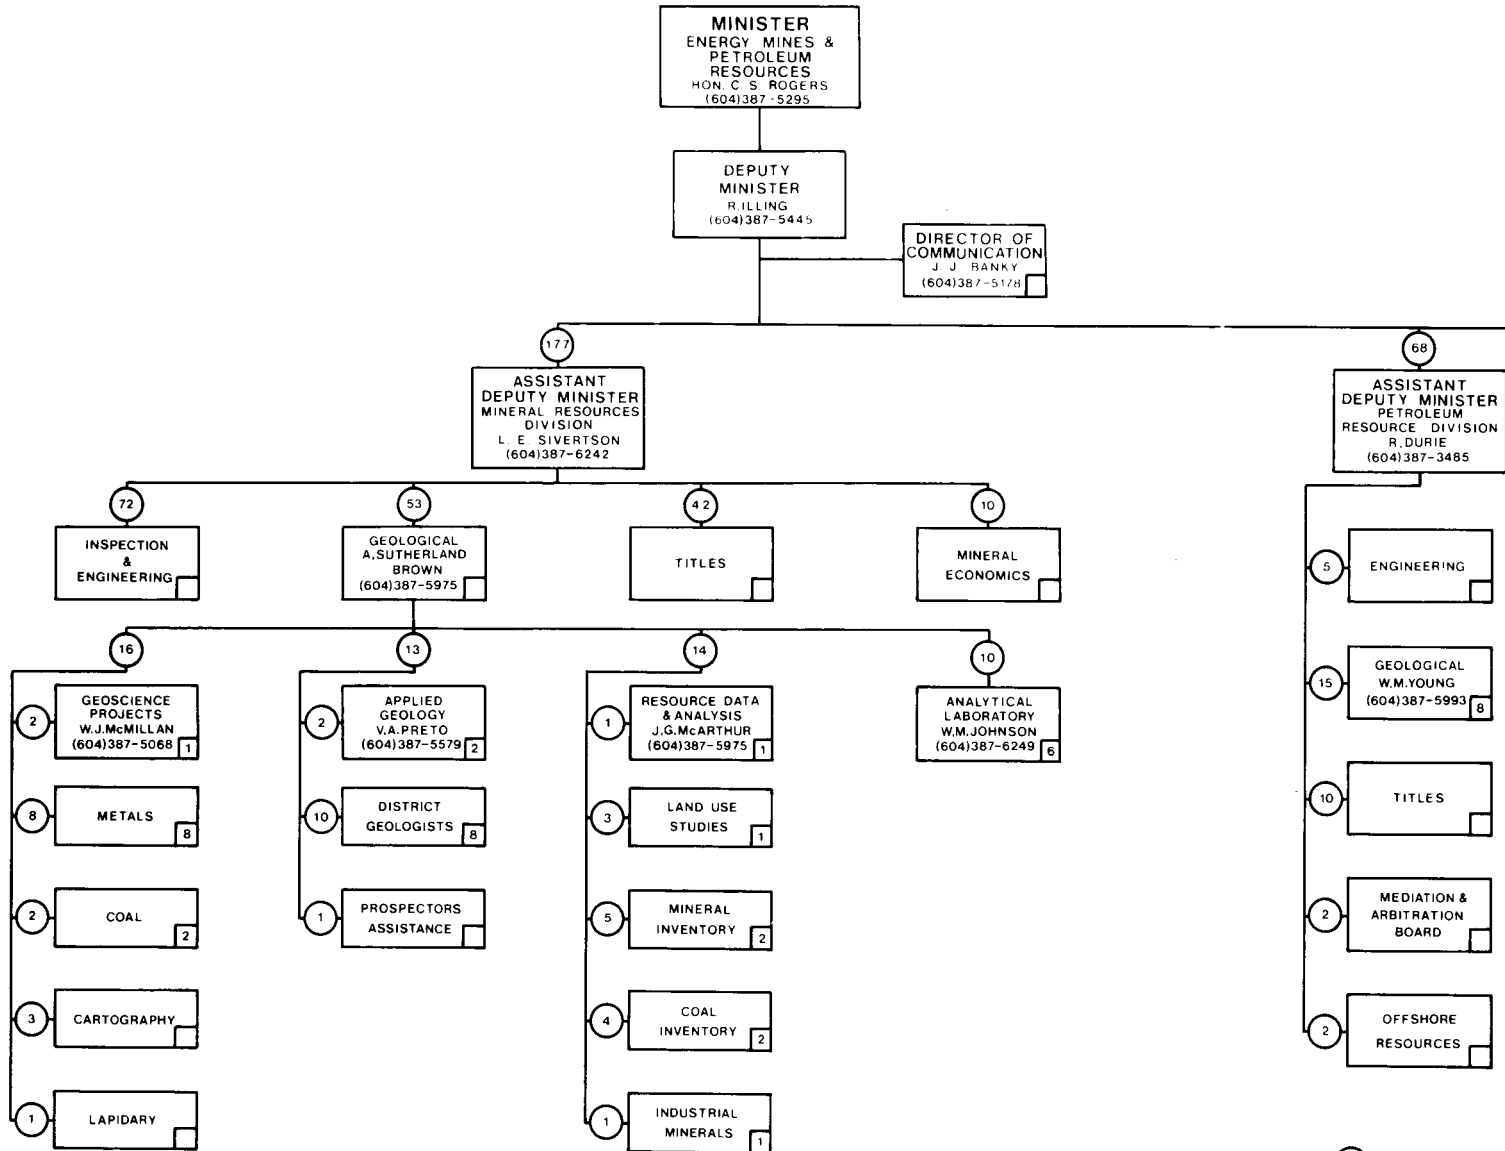 MINISTER
ENERGY MINES &
PETROLEUM
RESOURCES
HON. C. S. ROGERS
(604)387-5295
DEPUTY
MINISTER
R.ILLING
(604)387-5445
DIRECTOR OF
COMMUNICATION
J. J. BANKY
(604)387-5178
177
ASSISTANT
DEPUTY MINISTER
MINERAL RESOURCES
DIVISION
L. E. SIVERTSON
(604)387-6242
68
ASSISTANT
DEPUTY MINISTER
PETROLEUM
RESOURCE DIVISION
R.DURIE
(604)387-3485
72
INSPECTION
&
ENGINEERING
53
GEOLOGICAL
A.SUTHERLAND
BROWN
(604)387-5975
42
TITLES
10
MINERAL
ECONOMICS
16
2
GEOSCIENCE
PROJECTS
W.J.McMILLAN
(604)387-5068
1
8
METALS
8
2
COAL
2
3
CARTOGRAPHY
1
LAPIDARY
13
2
APPLIED
GEOLOGY
V.A.PRETO
(604)387-5579
2
10
DISTRICT
GEOLOGISTS
8
1
PROSPECTORS
ASSISTANCE
14
1
RESOURCE DATA
& ANALYSIS
J.G.McARTHUR
(604)387-5975
1
3
LAND USE
STUDIES
1
5
MINERAL
INVENTORY
2
4
COAL
INVENTORY
2
1
INDUSTRIAL
MINERALS
1
10
ANALYTICAL
LABORATORY
W.M.JOHNSON
(604)387-6249
6
5
ENGINEERING
15
GEOLOGICAL
W.M.YOUNG
(604)387-5993
8
10
TITLES
2
MEDIATION &
ARBITRATION
BOARD
2
OFFSHORE
RESOURCES